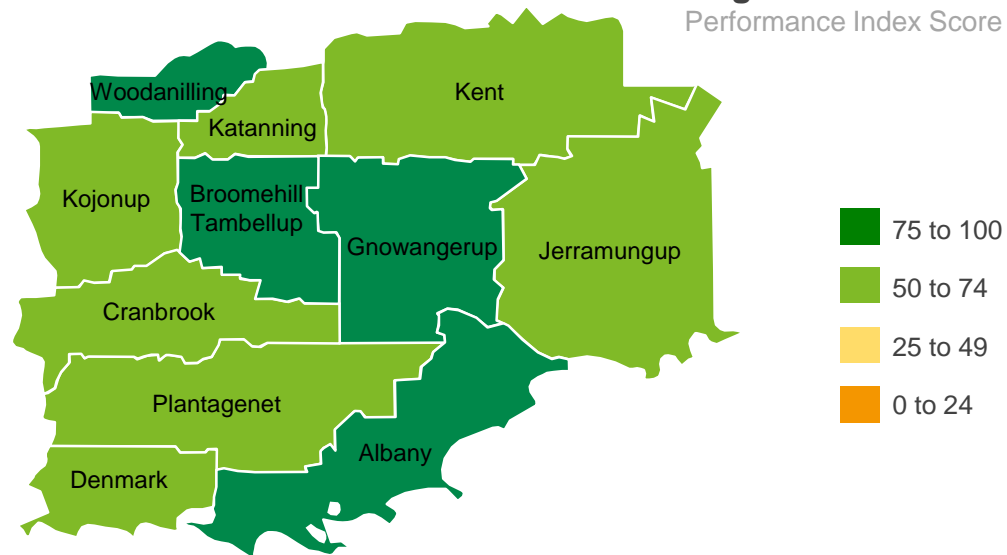 Performance Index Score
Woodanilling
Kent
Katanning
Kojonup
Broomehill
Tambellup
Gnowangerup
Jerramungup
Cranbrook
Plantagenet
Albany
Denmark
75 to 100
50 to 74
25 to 49
0 to 24